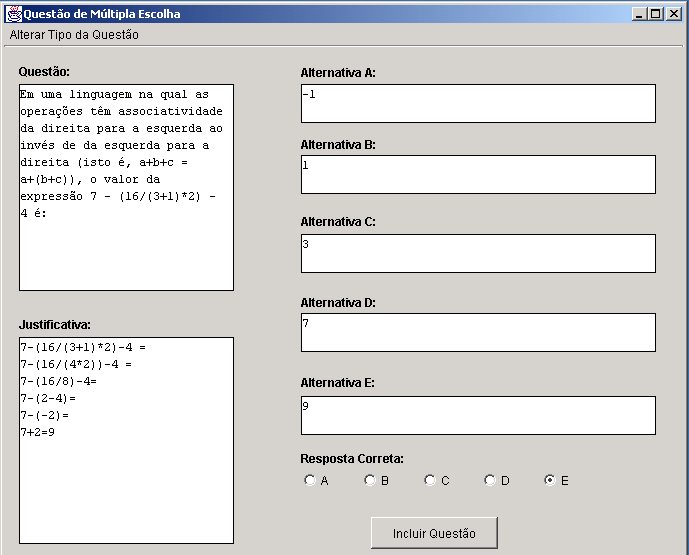 Questão de Múltipla Escolha
Alterar Tipo da Questão
Questão:
Em uma linguagem na qual as
operações têm associatividade
da direita para a esquerda ao
invés de da esquerda para a
direita (isto é, a+b+c =
a+(b+c)), o valor da
expressão 7 - (16/(3+1)*2) -
4 é:
Justificativa:
7-(16/(3+1)*2)-4 =
7-(16/(4*2))-4 =
7-(16/8)-4=
7-(2-4)=
7-(-2)=
7+2=9
Alternativa A:
-1
Alternativa B:
1
Alternativa C:
3
Alternativa D:
7
Alternativa E:
9
Resposta Correta:
A B C D E
Incluir Questão